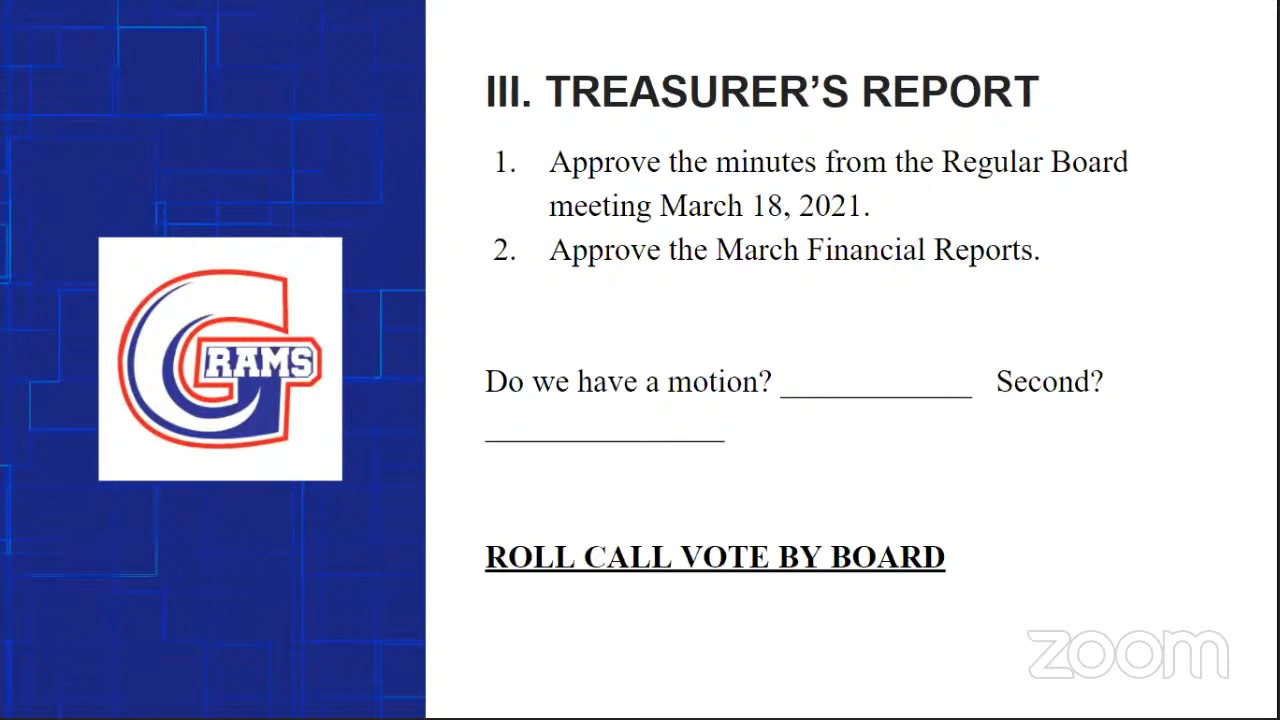 III. TREASURER’S REPORT
1. Approve the minutes from the Regular Board
meeting March 18, 2021.
2. Approve the March Financial Reports.
G RAMS
Do we have a motion? ____________ Second?
_______________
ROLL CALL VOTE BY BOARD
zoom